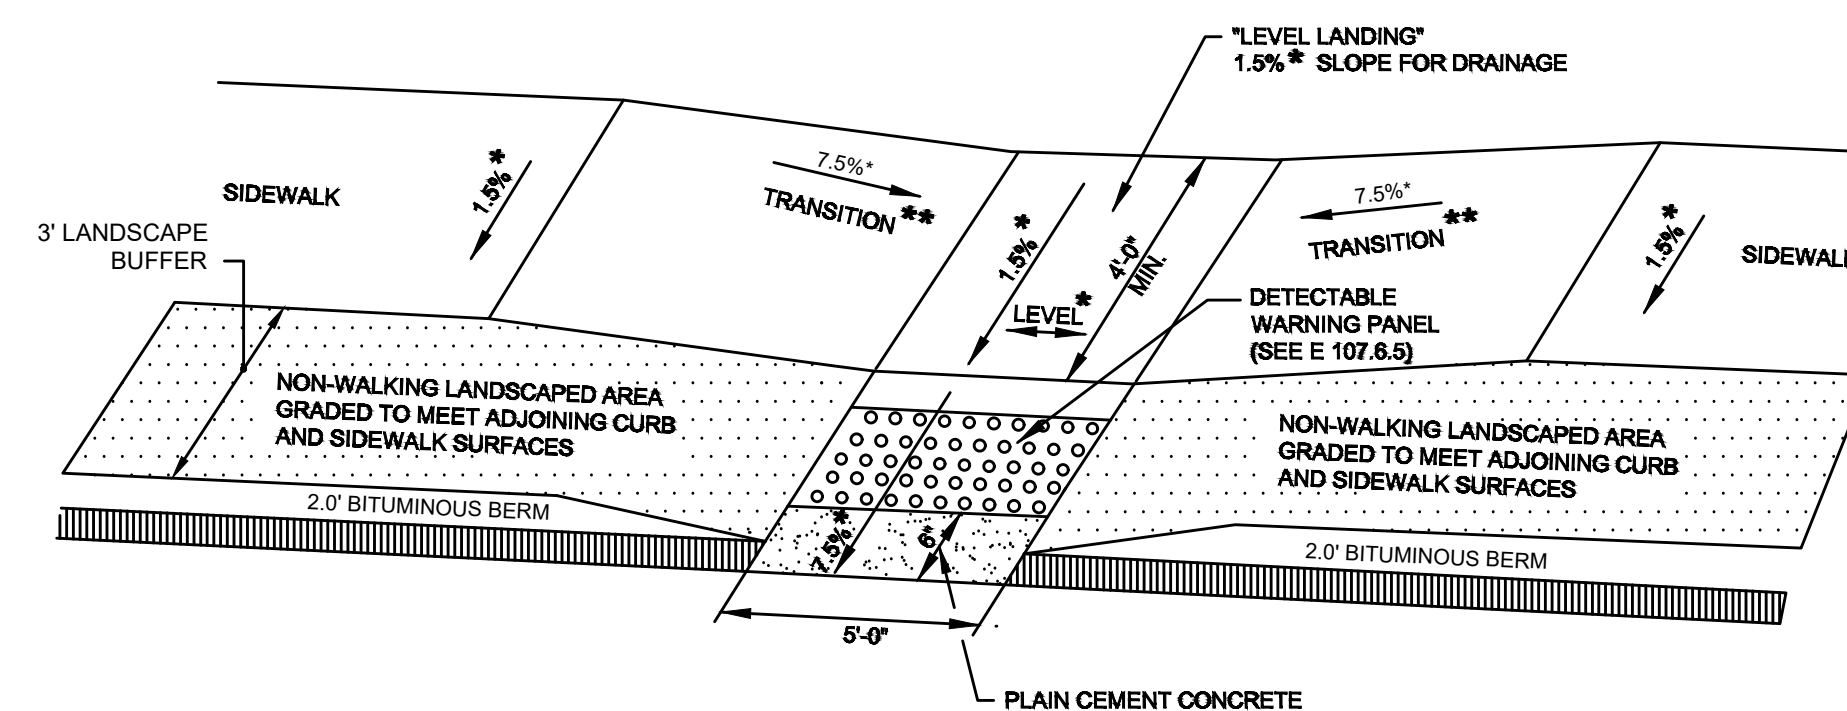 "LEVEL LANDING"
1.5%* SLOPE FOR DRAINAGE
7.5%*
TRANSITION**
1.5%*
SIDEWALK
3' LANDSCAPE
BUFFER
1.5%*
4'-0"
MIN.
LEVEL*
7.5%*
TRANSITION**
1.5%*
SIDEWALK
DETECTABLE
WARNING PANEL
(SEE E 107.6.5)
NON-WALKING LANDSCAPED AREA
GRADED TO MEET ADJOINING CURB
AND SIDEWALK SURFACES
NON-WALKING LANDSCAPED AREA
GRADED TO MEET ADJOINING CURB
AND SIDEWALK SURFACES
2.0' BITUMINOUS BERM
7.5%*
6"
2.0' BITUMINOUS BERM
5'-0"
PLAIN CEMENT CONCRETE